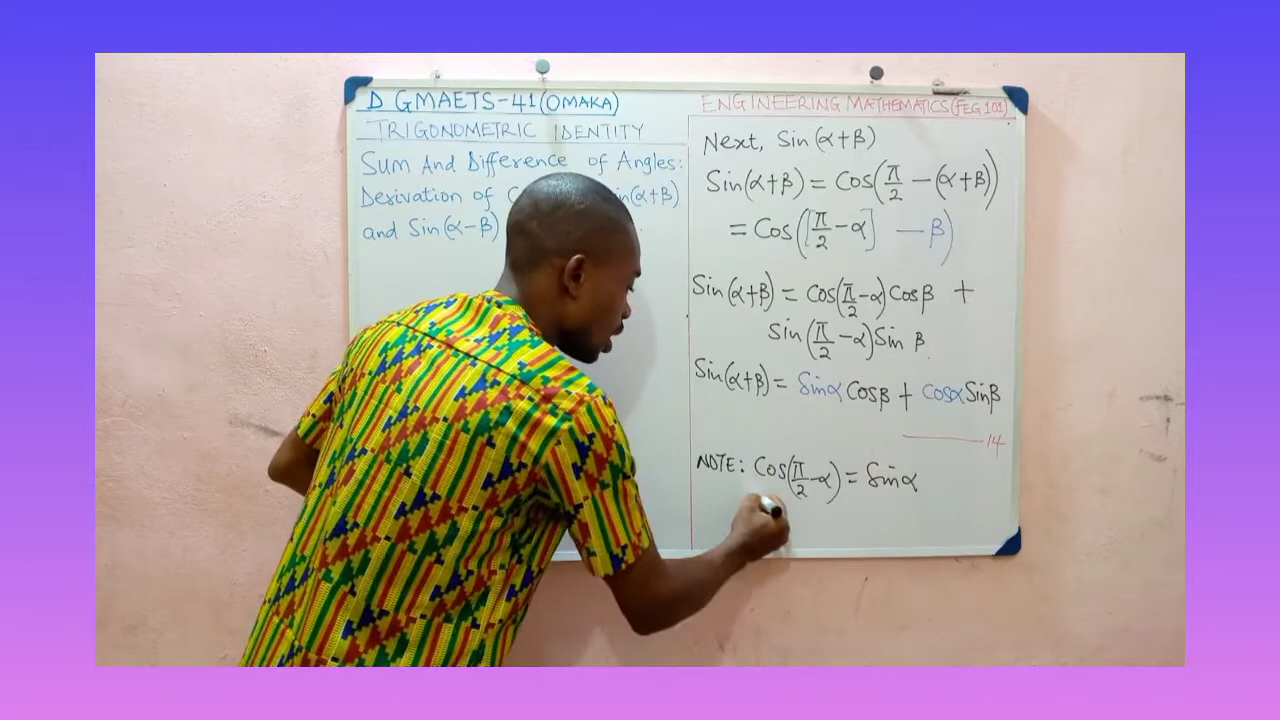 D GMAETS-41(OMAKA)
TRIGONOMETRIC IDENTITY
Sum And Difference of Angles:
Derivation of in(α+β)
and Sin(α-β)
ENGINEERING MATHEMATICS(FEG 101)
Next, Sin(α+β)
Sin(α+β) = Cos(π/2 - (α+β))
= Cos([π/2 - α] - β)
Sin(α+β) = Cos(π/2-α)Cosβ +
Sin(π/2-α)Sin β.
Sin(α+β) = Sinα Cosβ + Cosα Sinβ
14
NOTE: Cos(π/2-α) = Sinα